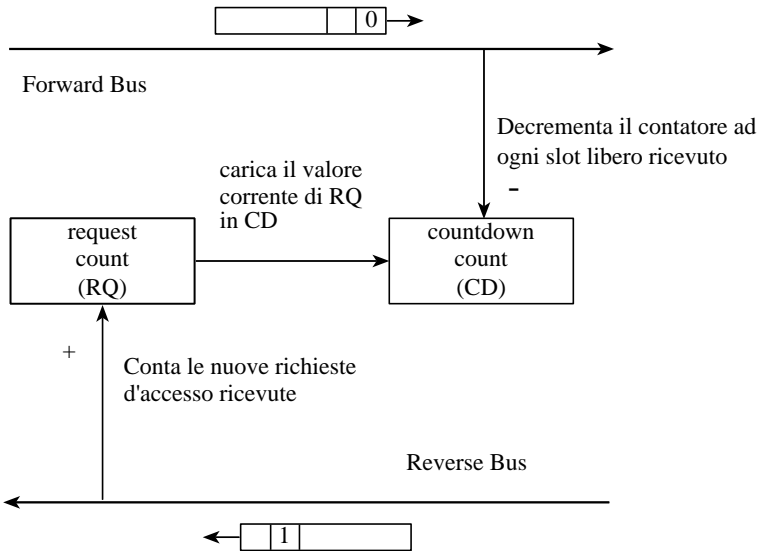 0
Forward Bus
Decrementa il contatore ad
ogni slot libero ricevuto
-
carica il valore
corrente di RQ
in CD
request
count
(RQ)
countdown
count
(CD)
+
Conta le nuove richieste
d'accesso ricevute
Reverse Bus
1